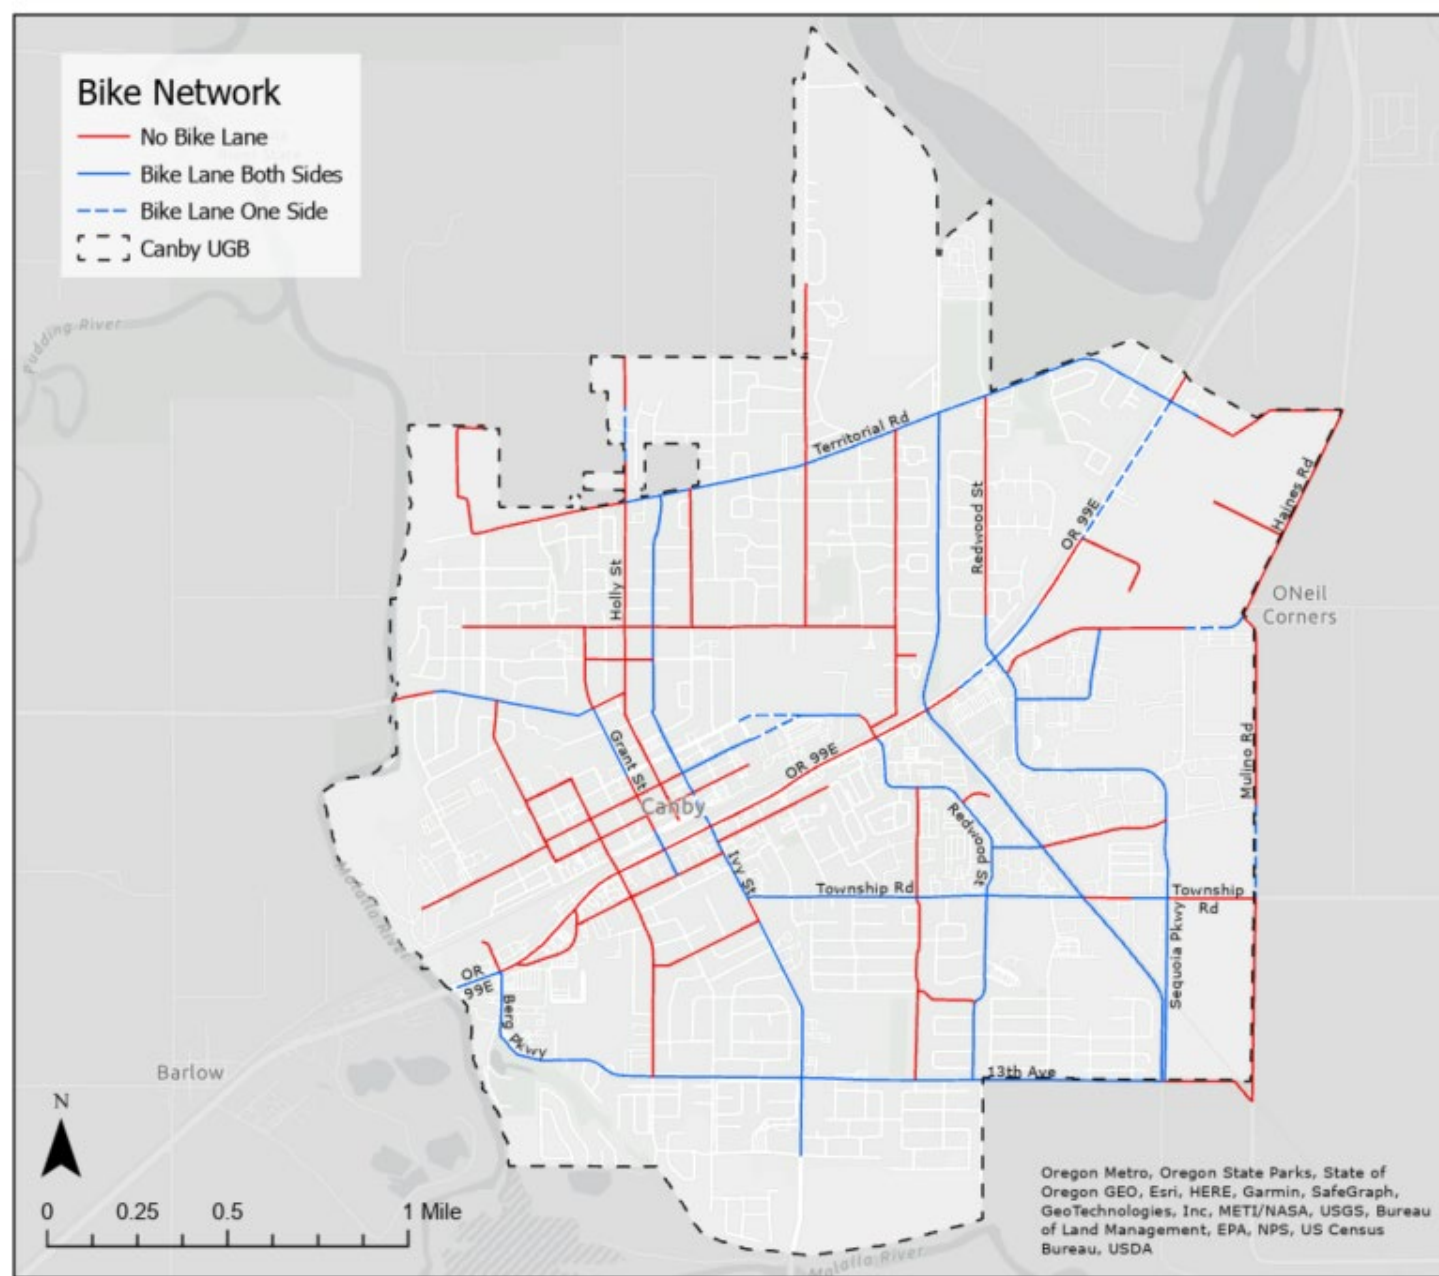 Bike Network
No Bike Lane
Bike Lane Both Sides
Bike Lane One Side
Canby UGB
Pudding River
Territorial Rd
Redwood St
OR 99E
Haines Rd
Holly St
ONeil
Corners
Grant St
Canby
OR 99E
Mulino Rd
Redwood St
Ivy St
Township Rd
Township
Rd
Molalla River
Sequoia Pkwy
OR
99E
Berg Pkwy
13th Ave
Barlow
N
0 0.25 0.5 1 Mile
Molalla River
Oregon Metro, Oregon State Parks, State of
Oregon GEO, Esri, HERE, Garmin, SafeGraph,
GeoTechnologies, Inc, METI/NASA, USGS, Bureau
of Land Management, EPA, NPS, US Census
Bureau, USDA